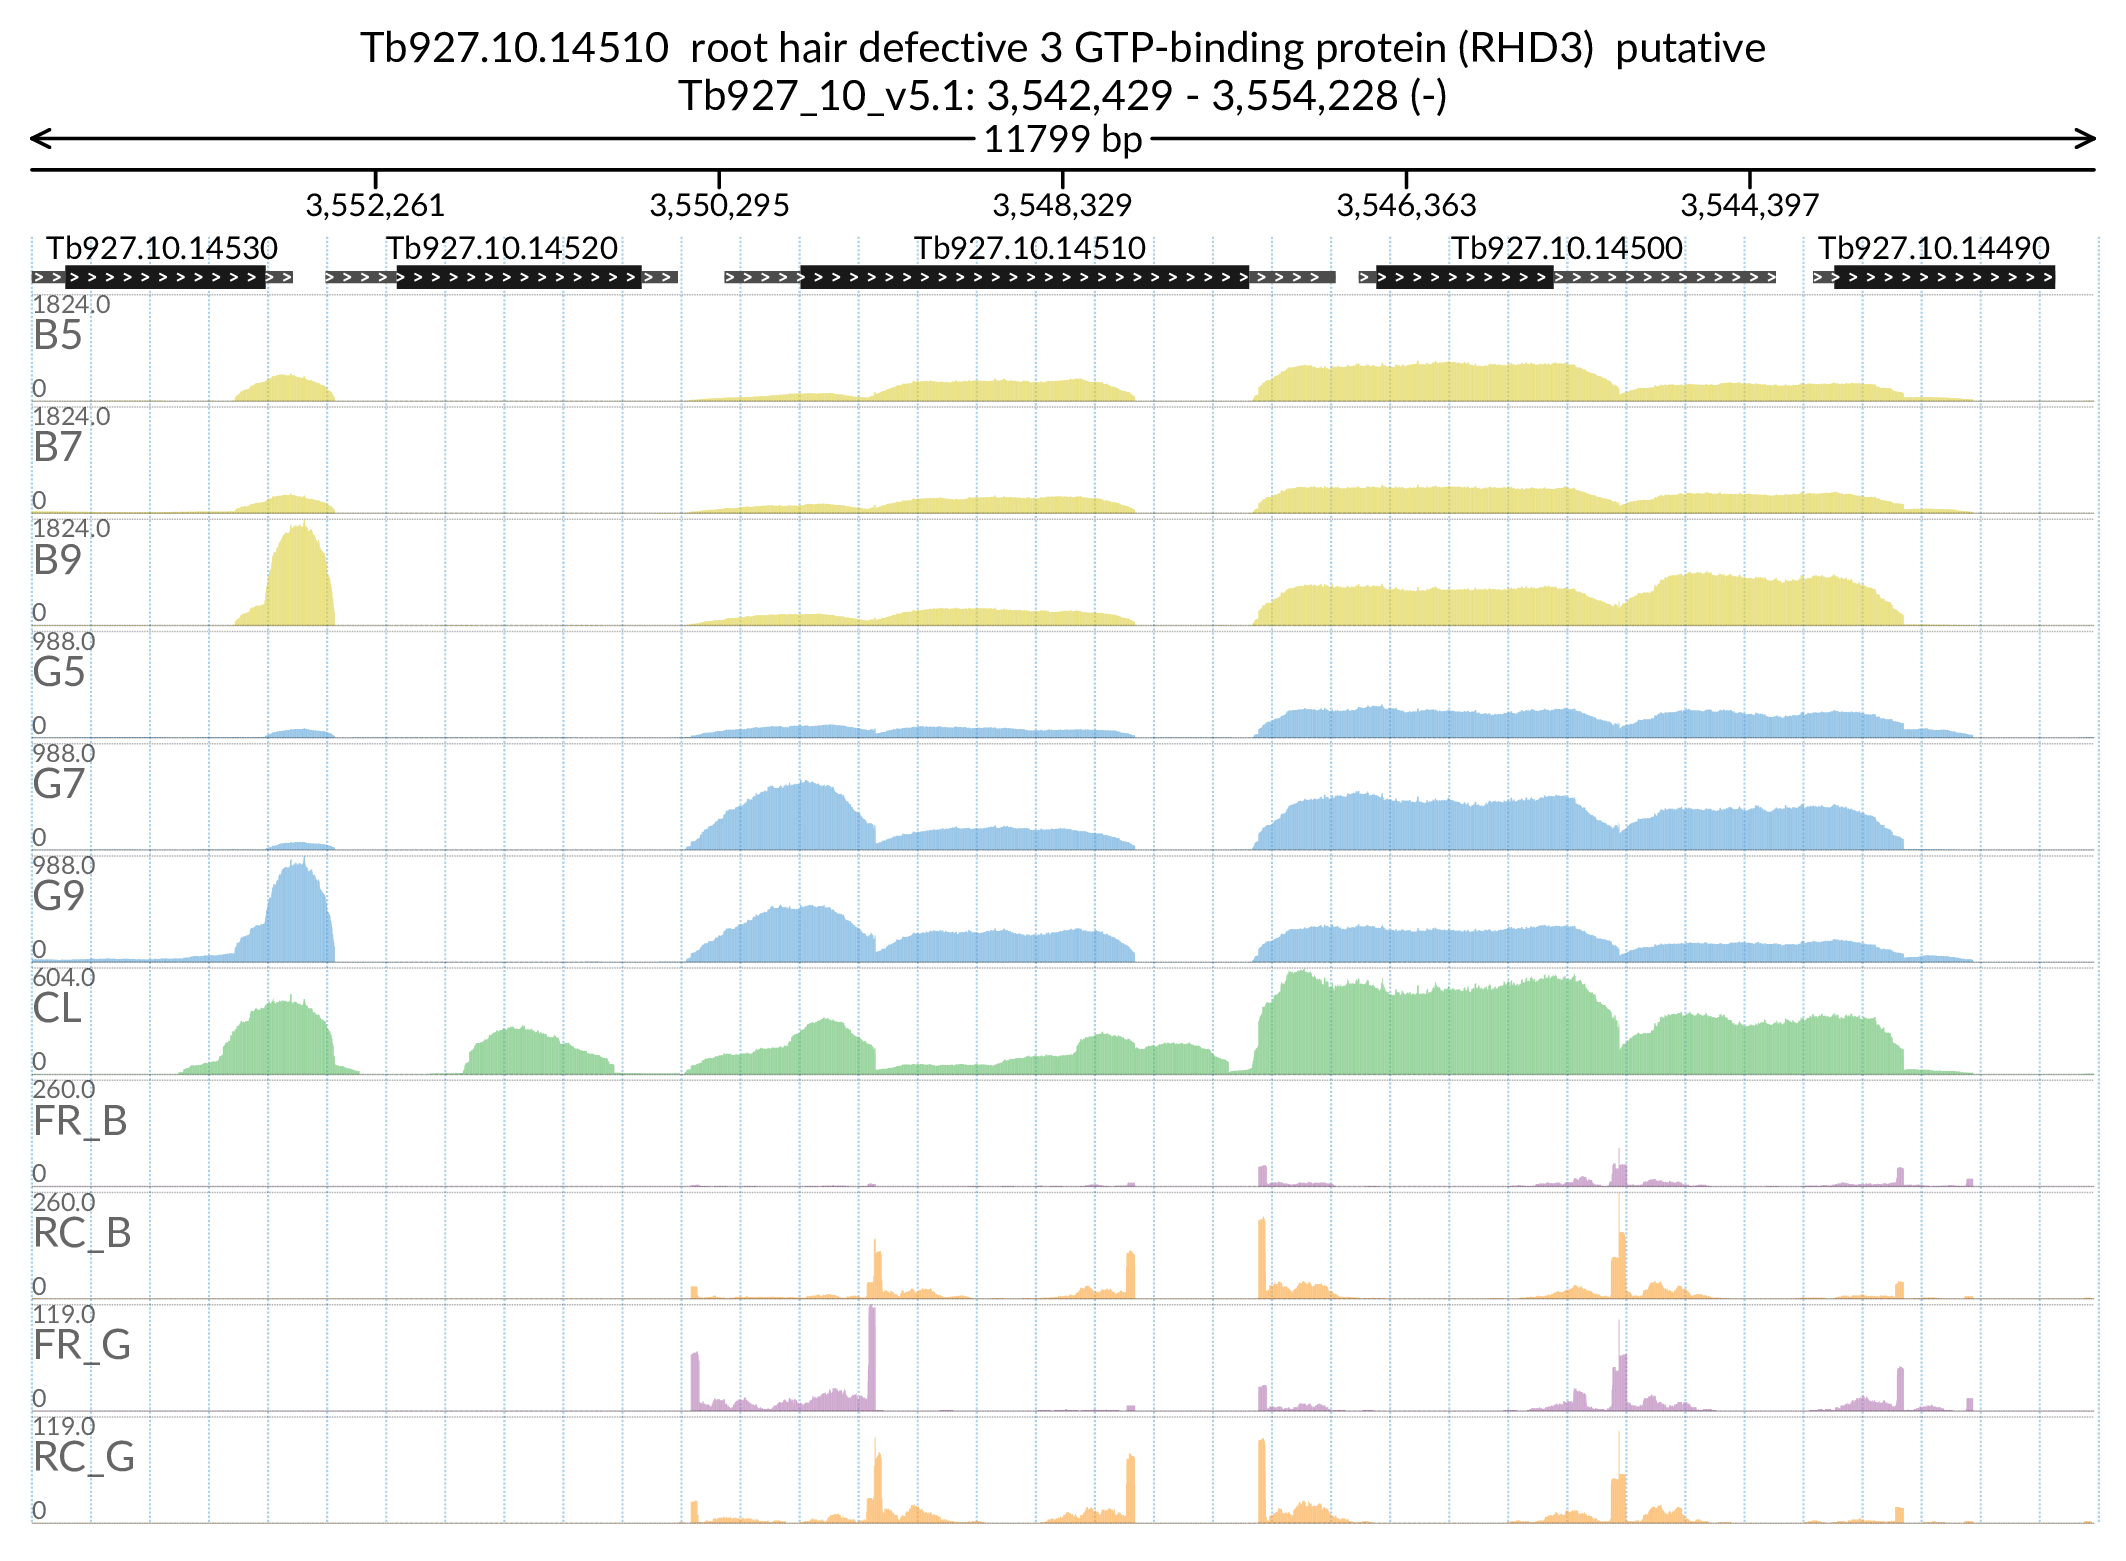 Tb927.10.14510  root hair defective 3 GTP-binding protein (RHD3)  putative
Tb927_10_v5.1: 3,542,429 - 3,554,228 (-)
11799 bp
3,552,261 3,550,295 3,548,329 3,546,363 3,544,397
Tb927.10.14530 Tb927.10.14520 Tb927.10.14510 Tb927.10.14500 Tb927.10.14490
1824.0
B5
0
1824.0
B7
0
1824.0
B9
0
988.0
G5
0
988.0
G7
0
988.0
G9
0
604.0
CL
0
260.0
FR_B
0
260.0
RC_B
0
119.0
FR_G
0
119.0
RC_G
0